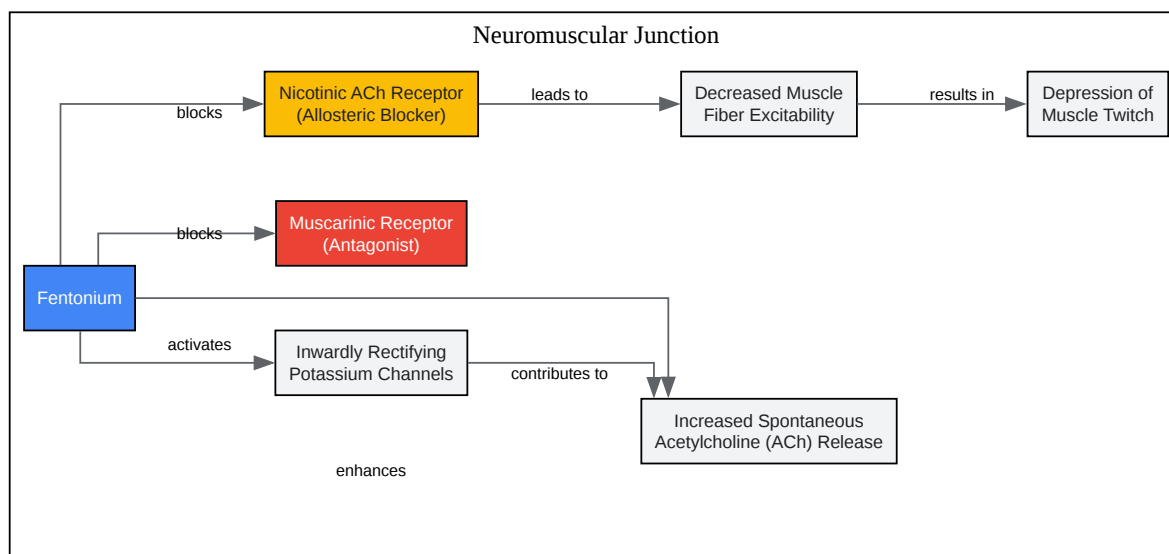 Neuromuscular Junction
Nicotinic ACh Receptor
(Allosteric Blocker)
blocks
leads to
Decreased Muscle
Fiber Excitability
results in
Depression of
Muscle Twitch
Muscarinic Receptor
(Antagonist)
blocks
Fentonium
activates
Inwardly Rectifying
Potassium Channels
contributes to
Increased Spontaneous
Acetylcholine (ACh) Release
enhances